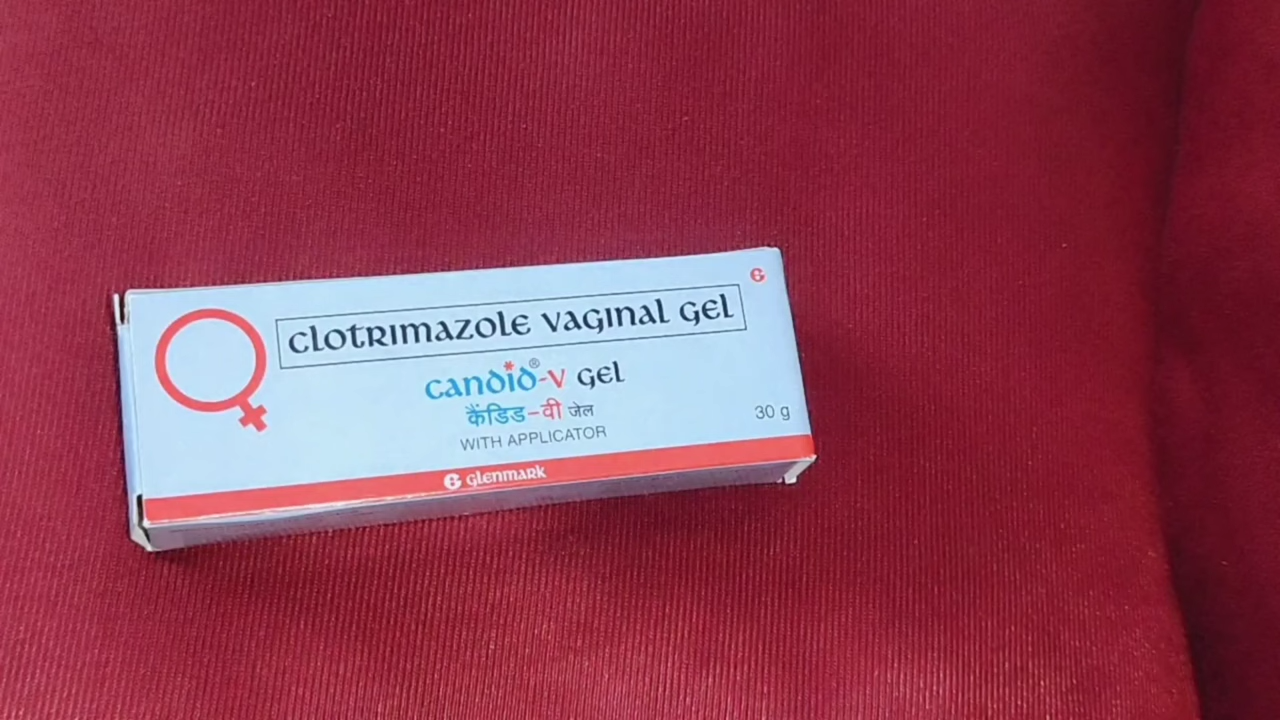 Clotrimazole Vaginal Gel
Candid®-V Gel
कैंडिड-वी जेल
WITH APPLICATOR
30 g
G Glenmark
G